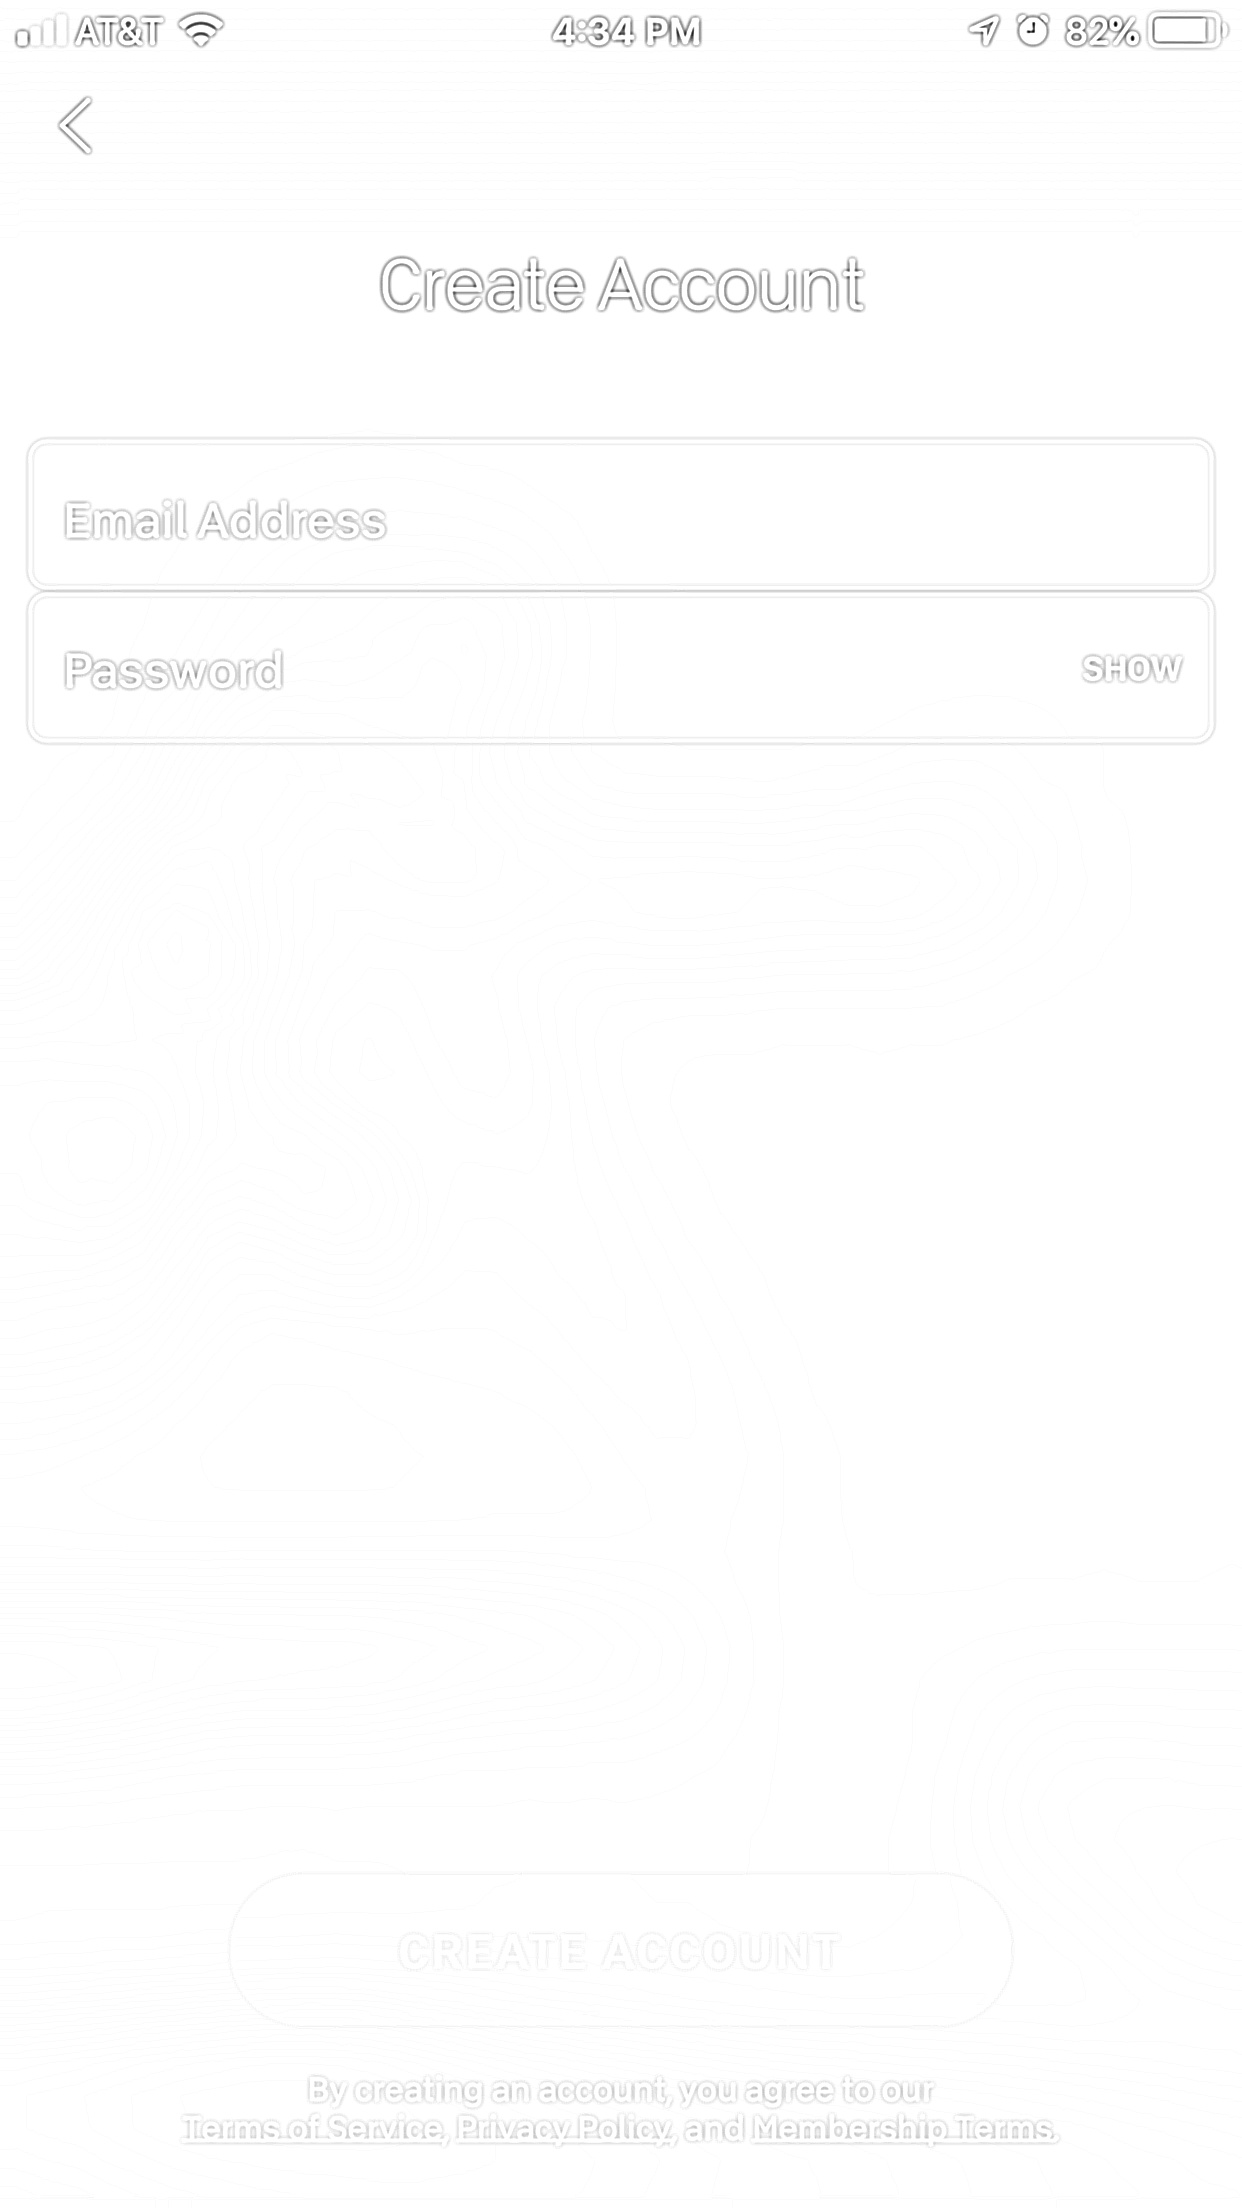 AT&T 4:34 PM 82%
Create Account
Email Address
Password SHOW
CREATE ACCOUNT
By creating an account, you agree to our
Terms of Service, Privacy Policy, and Membership Terms.